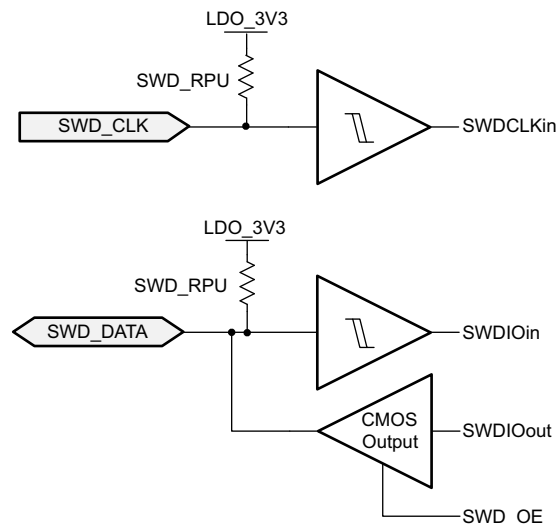 LDO_3V3
SWD_RPU
SWD_CLK
SWDCLKin
LDO_3V3
SWD_RPU
SWD_DATA
SWDIOin
CMOS
Output
SWDIOout
SWD_OE